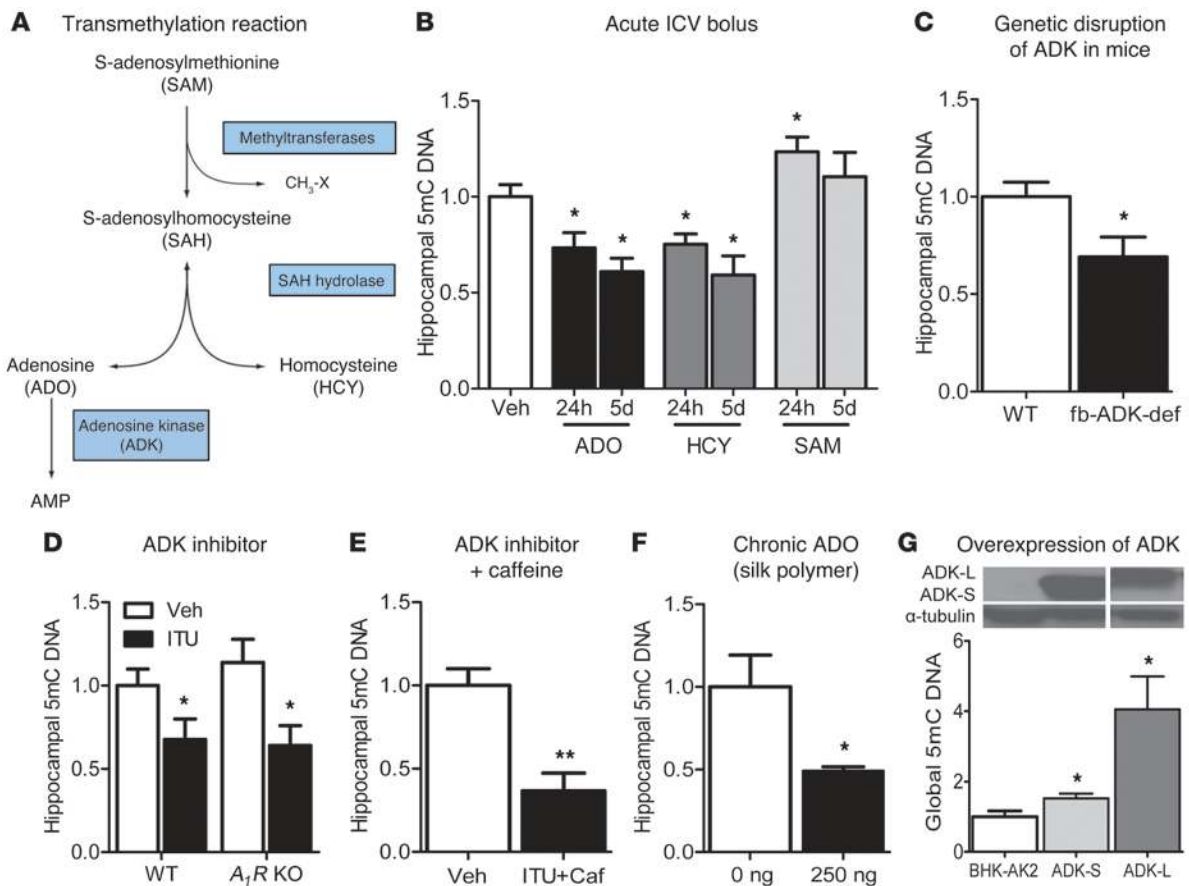 A Transmethylation reaction
S-adenosylmethionine
(SAM)
Methyltransferases
CH3-X
S-adenosylhomocysteine
(SAH)
SAH hydrolase
Adenosine
(ADO)
Homocysteine
(HCY)
Adenosine kinase
(ADK)
AMP
B Acute ICV bolus
Hippocampal 5mC DNA
1.5
1.0
0.5
0.0
* * * * *
Veh 24h 5d 24h 5d 24h 5d
ADO HCY SAM
C Genetic disruption
of ADK in mice
Hippocampal 5mC DNA
1.5
1.0
0.5
0.0
*
WT fb-ADK-def
D ADK inhibitor
Hippocampal 5mC DNA
1.5
1.0
0.5
0.0
Veh
ITU
* *
WT A1R KO
E ADK inhibitor
+ caffeine
Hippocampal 5mC DNA
1.5
1.0
0.5
0.0
**
Veh ITU+Caf
F Chronic ADO
(silk polymer)
Hippocampal 5mC DNA
1.5
1.0
0.5
0.0
*
0 ng 250 ng
G Overexpression of ADK
ADK-L
ADK-S
α-tubulin
Global 5mC DNA
6
4
2
0
* *
BHK-AK2 ADK-S ADK-L